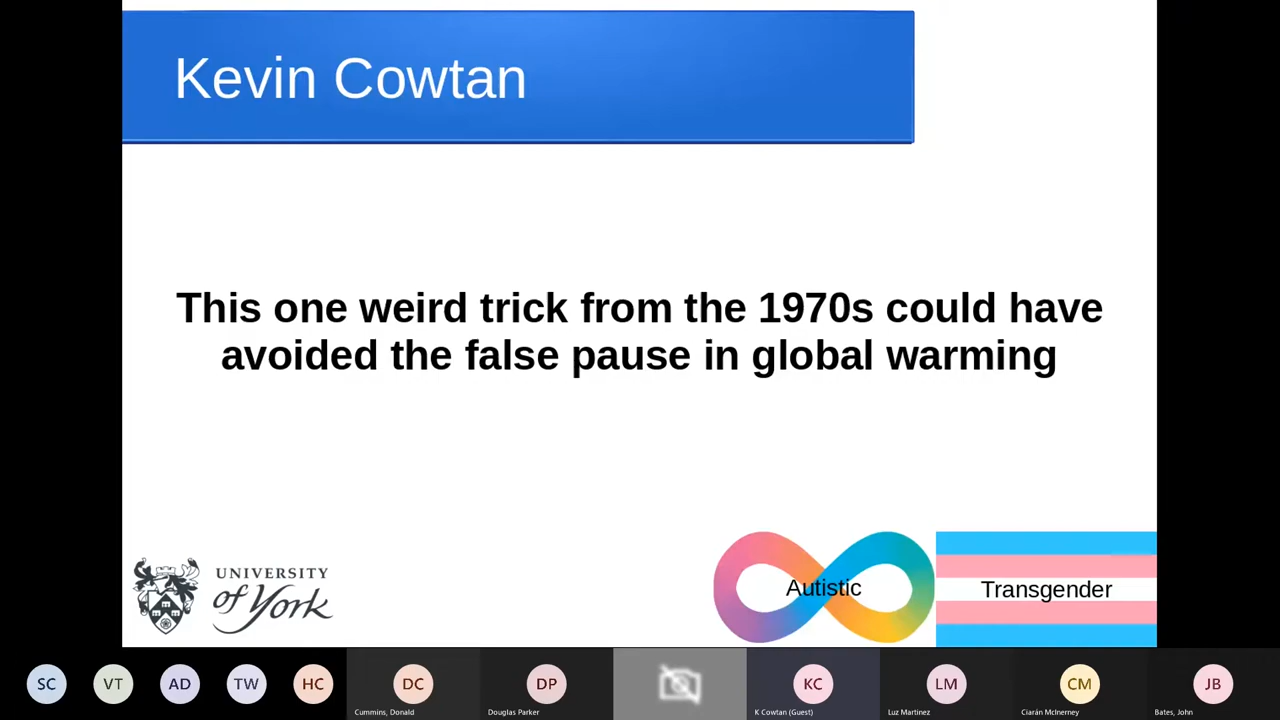 Kevin Cowtan
This one weird trick from the 1970s could have
avoided the false pause in global warming
UNIVERSITY
of York
Autistic
Transgender
SC
VT
AD
TW
HC
DC
DP
KC
LM
CM
JB
Cummins, Donald
Douglas Parker
K Cowtan (Guest)
Luz Martinez
Ciarán McInerney
Bates, John